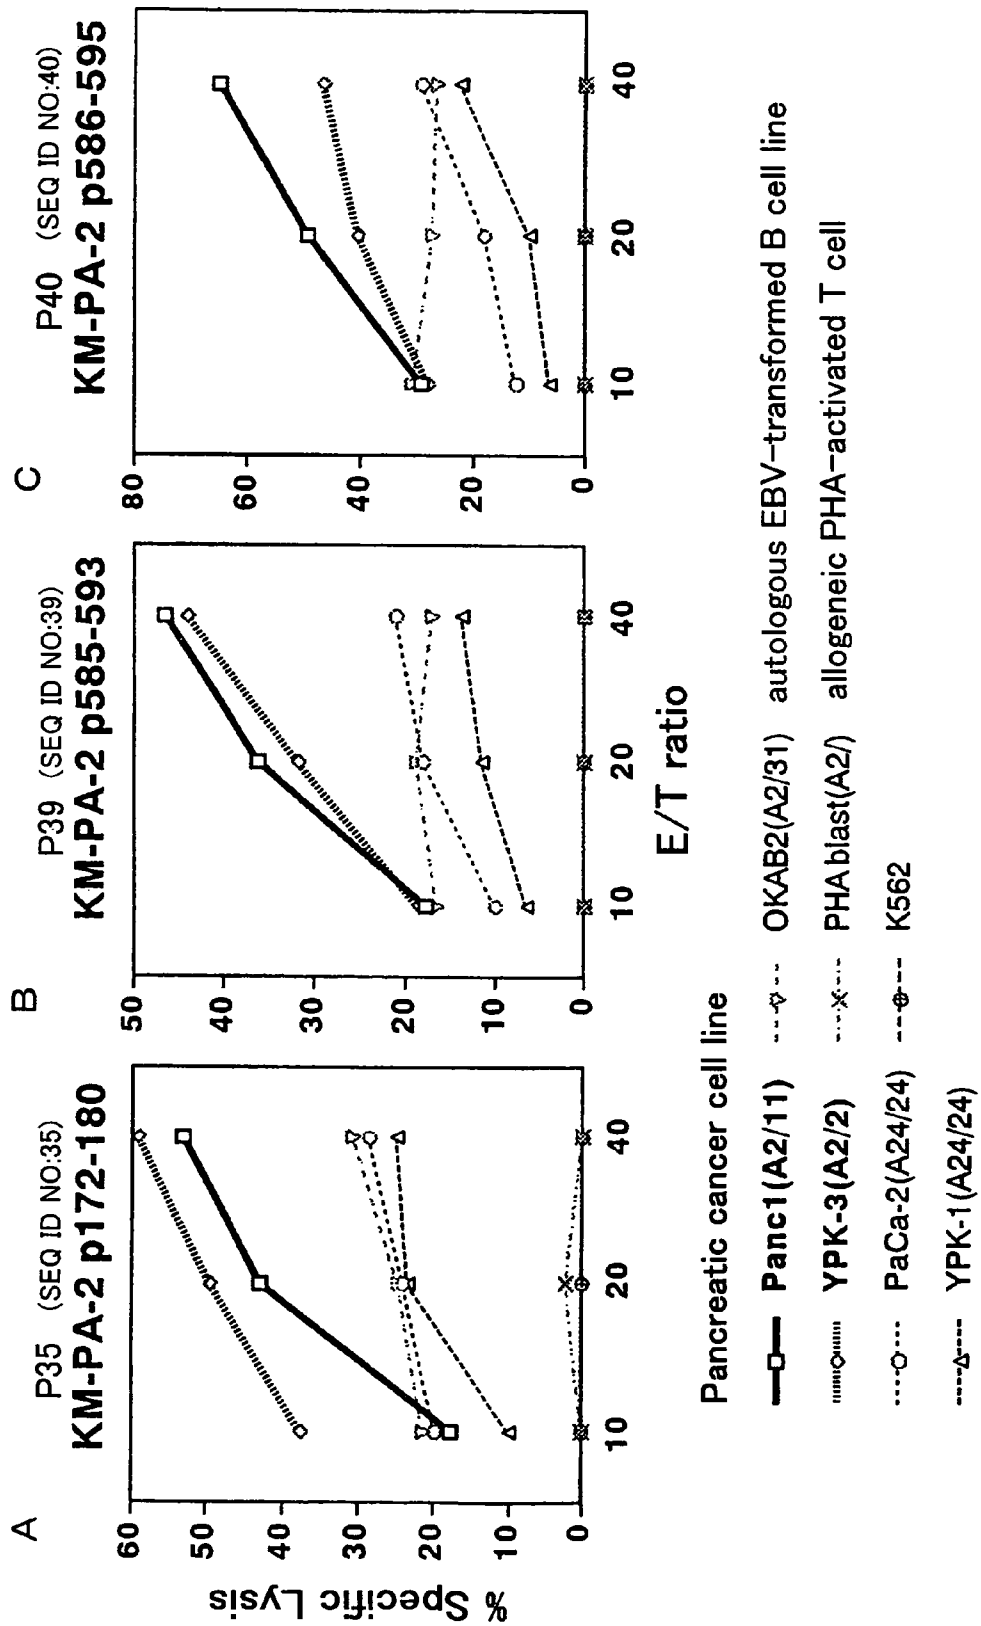 A
P35 (SEQ ID NO:35)
KM-PA-2 p172-180
% Specific Lysis
60
50
40
30
20
10
0
10
20
40
B
P39 (SEQ ID NO:39)
KM-PA-2 p585-593
50
40
30
20
10
0
10
20
40
E/T ratio
C
P40 (SEQ ID NO:40)
KM-PA-2 p586-595
80
60
40
20
0
10
20
40
Pancreatic cancer cell line
Panc1(A2/11)
YPK-3(A2/2)
PaCa-2(A24/24)
YPK-1(A24/24)
OKAB2(A2/31) autologous EBV-transformed B cell line
PHA blast(A2/) allogeneic PHA-activated T cell
K562